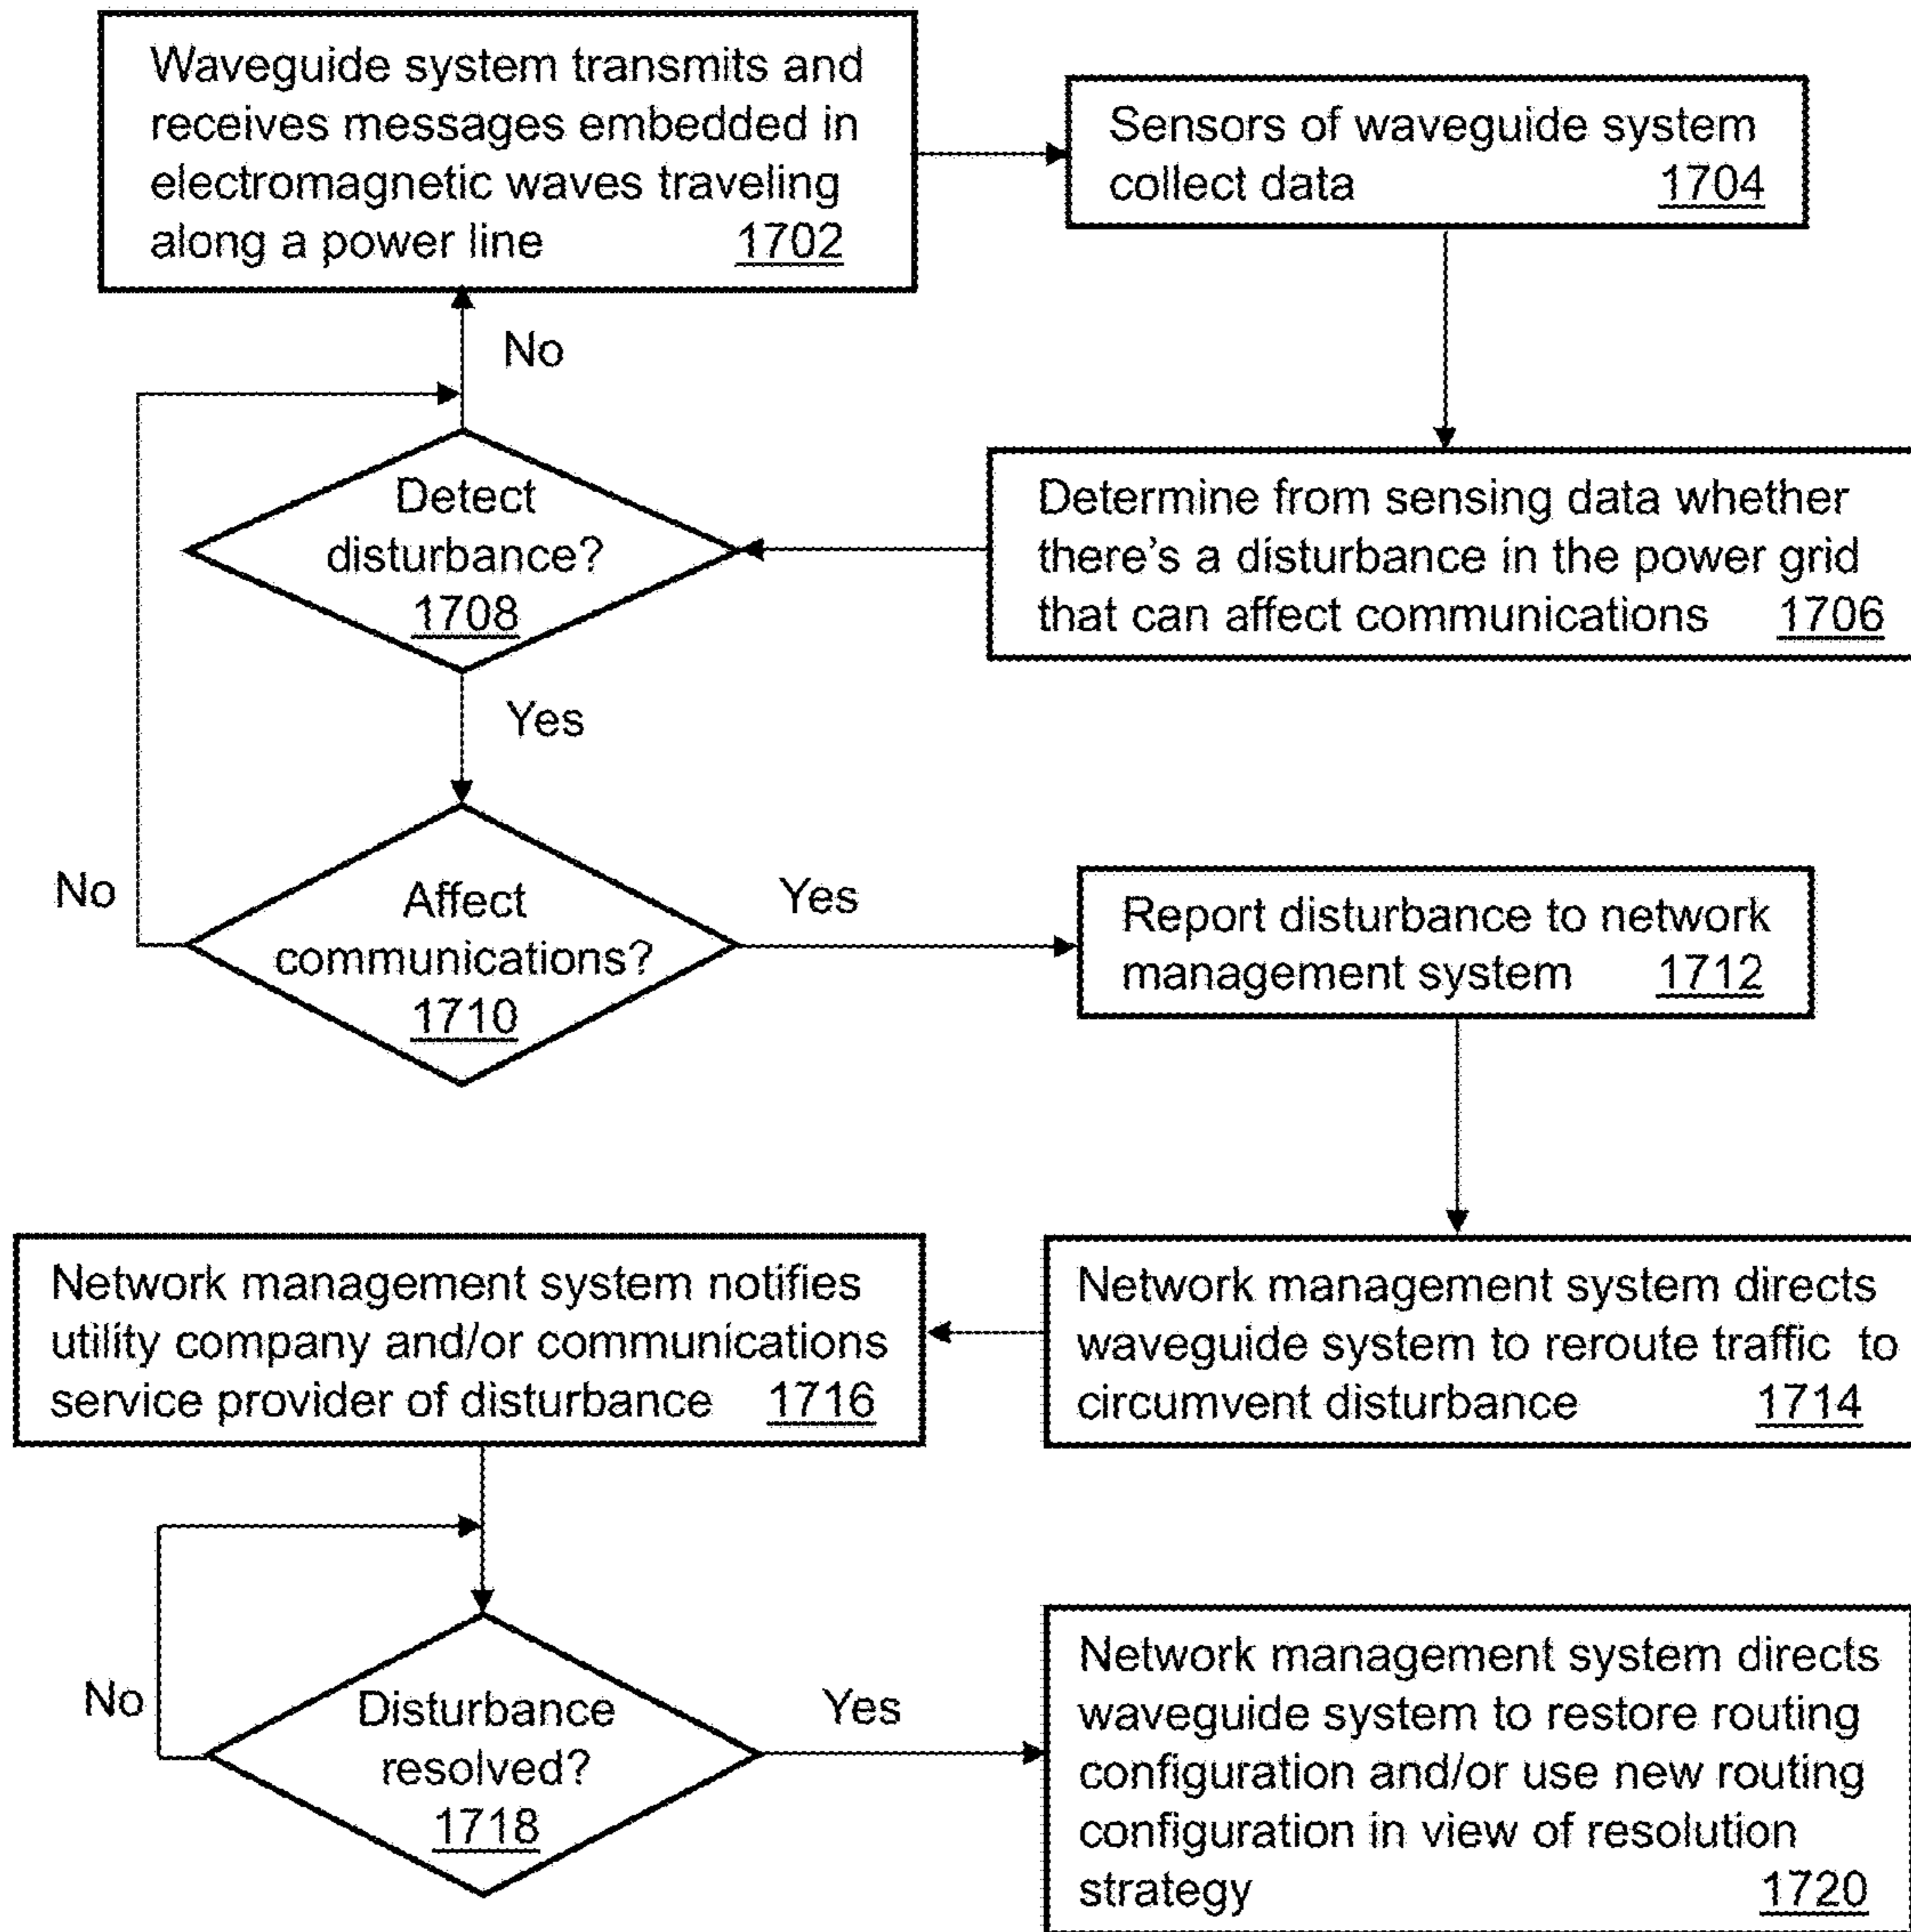 Waveguide system transmits and
receives messages embedded in
electromagnetic waves traveling
along a power line 1702
Sensors of waveguide system
collect data 1704
No
Detect
disturbance?
1708
Determine from sensing data whether
there's a disturbance in the power grid
that can affect communications 1706
Yes
No
Affect
communications?
1710
Yes
Report disturbance to network
management system 1712
Network management system notifies
utility company and/or communications
service provider of disturbance 1716
Network management system directs
waveguide system to reroute traffic to
circumvent disturbance 1714
No
Disturbance
resolved?
1718
Yes
Network management system directs
waveguide system to restore routing
configuration and/or use new routing
configuration in view of resolution
strategy 1720